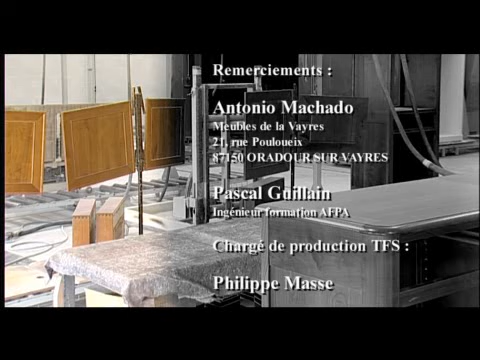 Remerciements :
Antonio Machado
Meubles de la Vayres
21, rue Pouloueix
87150 ORADOUR SUR VAYRES
Pascal Guillain
Ingénieur formation AFPA
Chargé de production TFS :
Philippe Masse